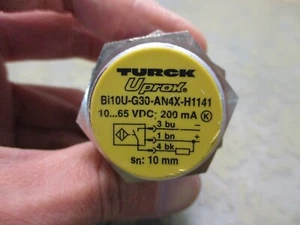 TURCK
Uprox®
Bi10U-G30-AN4X-H1141
10...65 VDC; 200 mA K
3 bu -
1 bn +
4 bk
sn: 10 mm